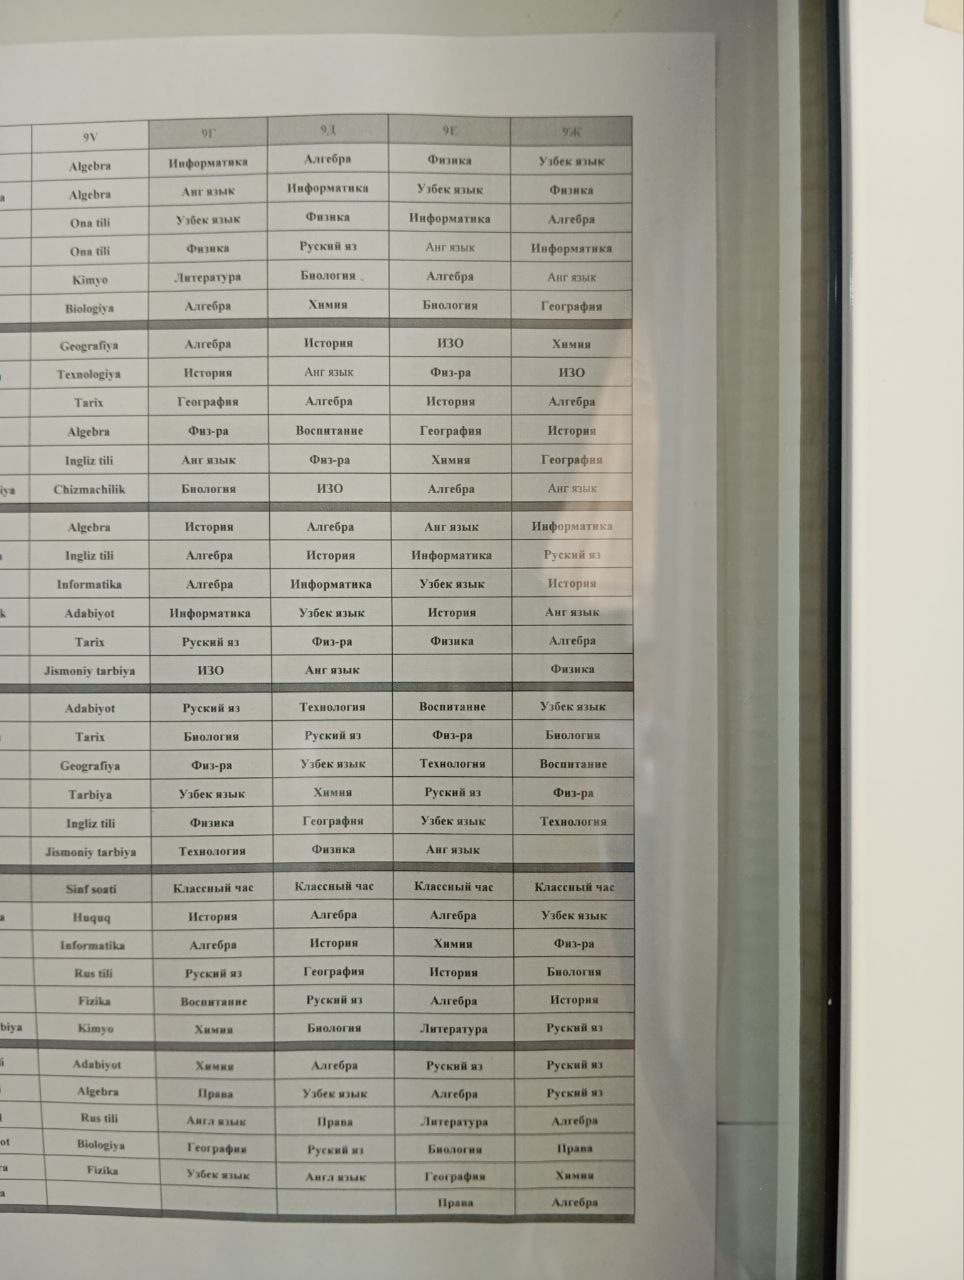 9V 9Г 9Д 9Е 9Ж
Algebra Информатика Алгебра Физика Узбек язык
а Algebra Анг язык Информатика Узбек язык Физика
Ona tili Узбек язык Физика Информатика Алгебра
Ona tili Физика Руский яз Анг язык Информатика
Kimyo Литература Биология . Алгебра Анг язык
Biologiya Алгебра Химия Биология География
Geografiya Алгебра История ИЗО Химия
Texnologiya История Анг язык Физ-ра ИЗО
Tarix География Алгебра История Алгебра
Algebra Физ-ра Воспитание География История
Ingliz tili Анг язык Физ-ра Химия География
iya Chizmachilik Биология ИЗО Алгебра Анг язык
Algebra История Алгебра Анг язык Информатика
Ingliz tili Алгебра История Информатика Руский яз
Informatika Алгебра Информатика Узбек язык История
k Adabiyot Информатика Узбек язык История Анг язык
Tarix Руский яз Физ-ра Физика Алгебра
Jismoniy tarbiya ИЗО Анг язык Физика
Adabiyot Руский яз Технология Воспитание Узбек язык
Tarix Биология Руский яз Физ-ра Биология
Geografiya Физ-ра Узбек язык Технология Воспитание
Tarbiya Узбек язык Химия Руский яз Физ-ра
Ingliz tili Физика География Узбек язык Технология
Jismoniy tarbiya Технология Физика Анг язык
Sinf soati Классный час Классный час Классный час Классный час
a Huquq История Алгебра Алгебра Узбек язык
Informatika Алгебра История Химия Физ-ра
Rus tili Руский яз География История Биология
Fizika Воспитание Руский яз Алгебра История
biya Kimyo Химия Биология Литература Руский яз
i Adabiyot Химия Алгебра Руский яз Руский яз
Algebra Права Узбек язык Алгебра Руский яз
Rus tili Англ язык Права Литература Алгебра
ot Biologiya География Руский яз Биология Права
ra Fizika Узбек язык Англ язык География Химия
a Права Алгебра